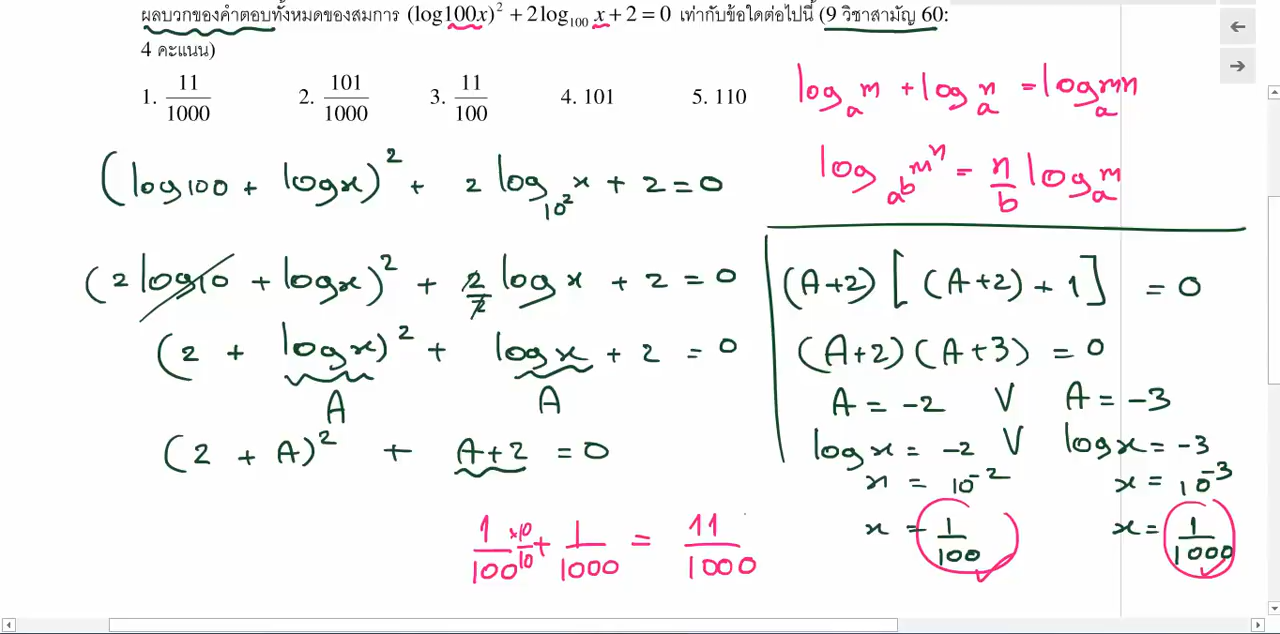 ผลบวกของคำตอบทั้งหมดของสมการ (log100x)² + 2log₁₀₀ x + 2 = 0 เท่ากับข้อใดต่อไปนี้ (9 วิชาสามัญ 60:
4 คะแนน)
1. 11/1000 2. 101/1000 3. 11/100 4. 101 5. 110
logₐm + logₐn = logₐmn
log_{a^b} m^n = n/b logₐm
(log100 + logx)² + 2 log_{10²} x + 2 = 0
(2 log10 + logx)² + 2/2 logx + 2 = 0
(2 + logx)² + logx + 2 = 0
A A
(2 + A)² + A+2 = 0
1/100 ×10/10 + 1/1000 = 11/1000
(A+2) [ (A+2) + 1 ] = 0
(A+2) (A+3) = 0
A = -2 V A = -3
logx = -2 V logx = -3
x = 10⁻² x = 10⁻³
x = 1/100 x = 1/1000